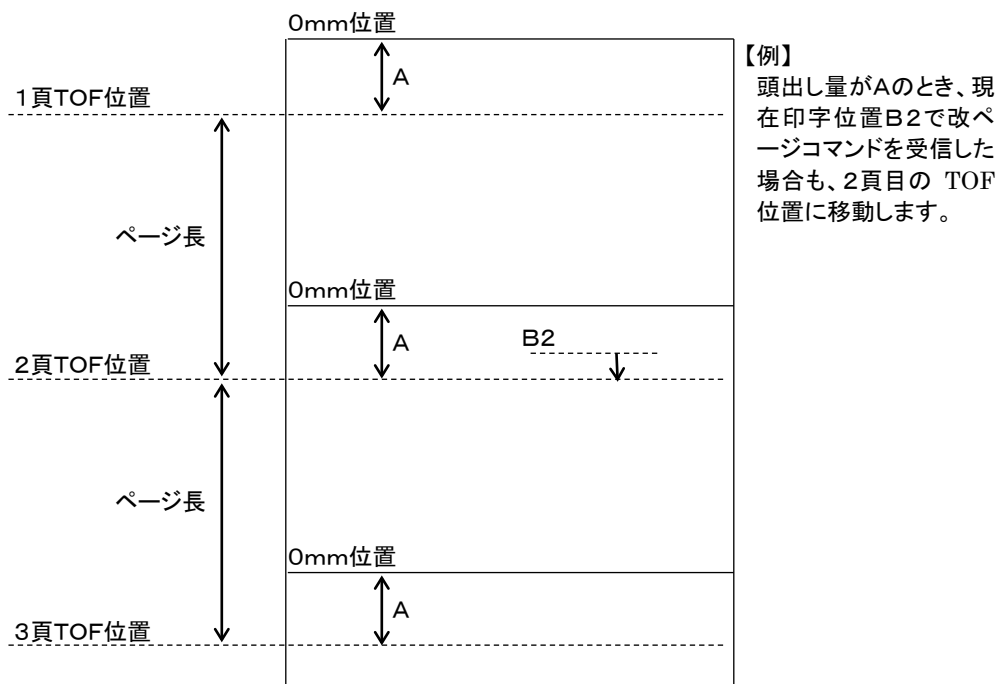 0mm位置
A
【例】
頭出し量がAのとき、現
在印字位置B2で改ペ
ージコマンドを受信した
場合も、2頁目の TOF
位置に移動します。
1頁TOF位置
ページ長
0mm位置
A
B2
2頁TOF位置
ページ長
0mm位置
A
3頁TOF位置